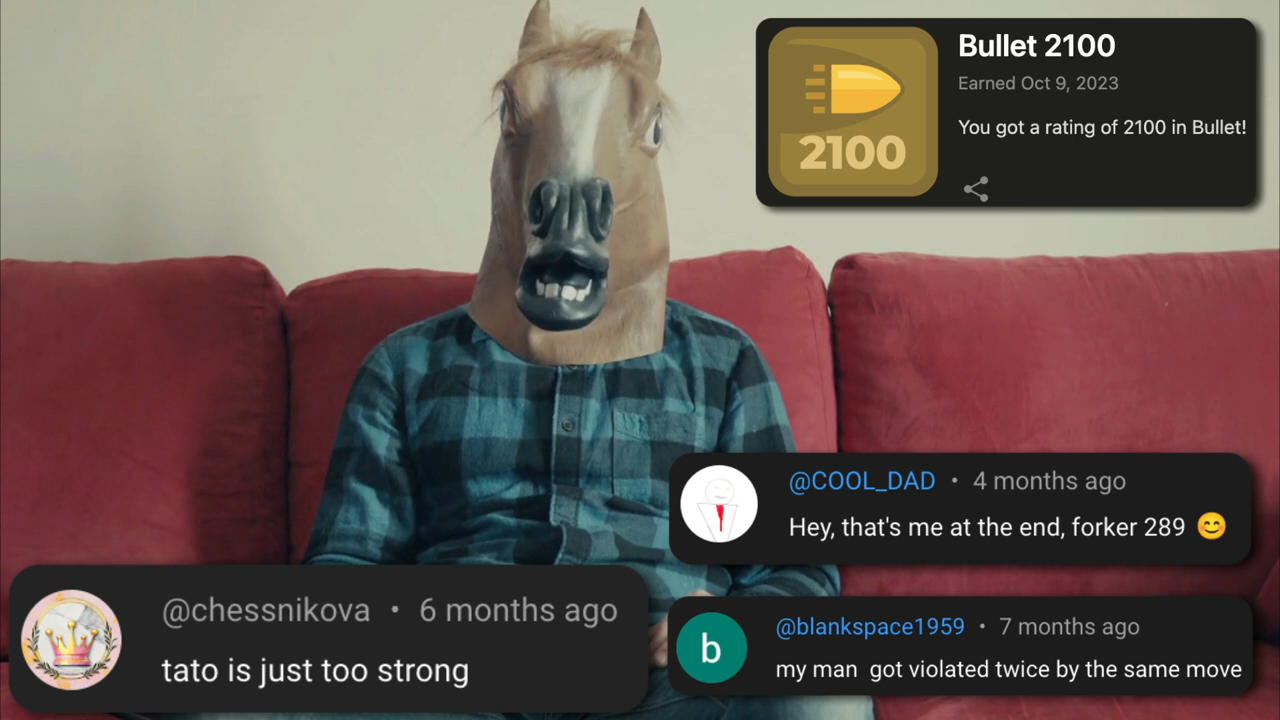 Bullet 2100
Earned Oct 9, 2023
You got a rating of 2100 in Bullet!
2100
@COOL_DAD • 4 months ago
Hey, that's me at the end, forker 289 😊
@chessnikova • 6 months ago
tato is just too strong
b
@blankspace1959 • 7 months ago
my man got violated twice by the same move